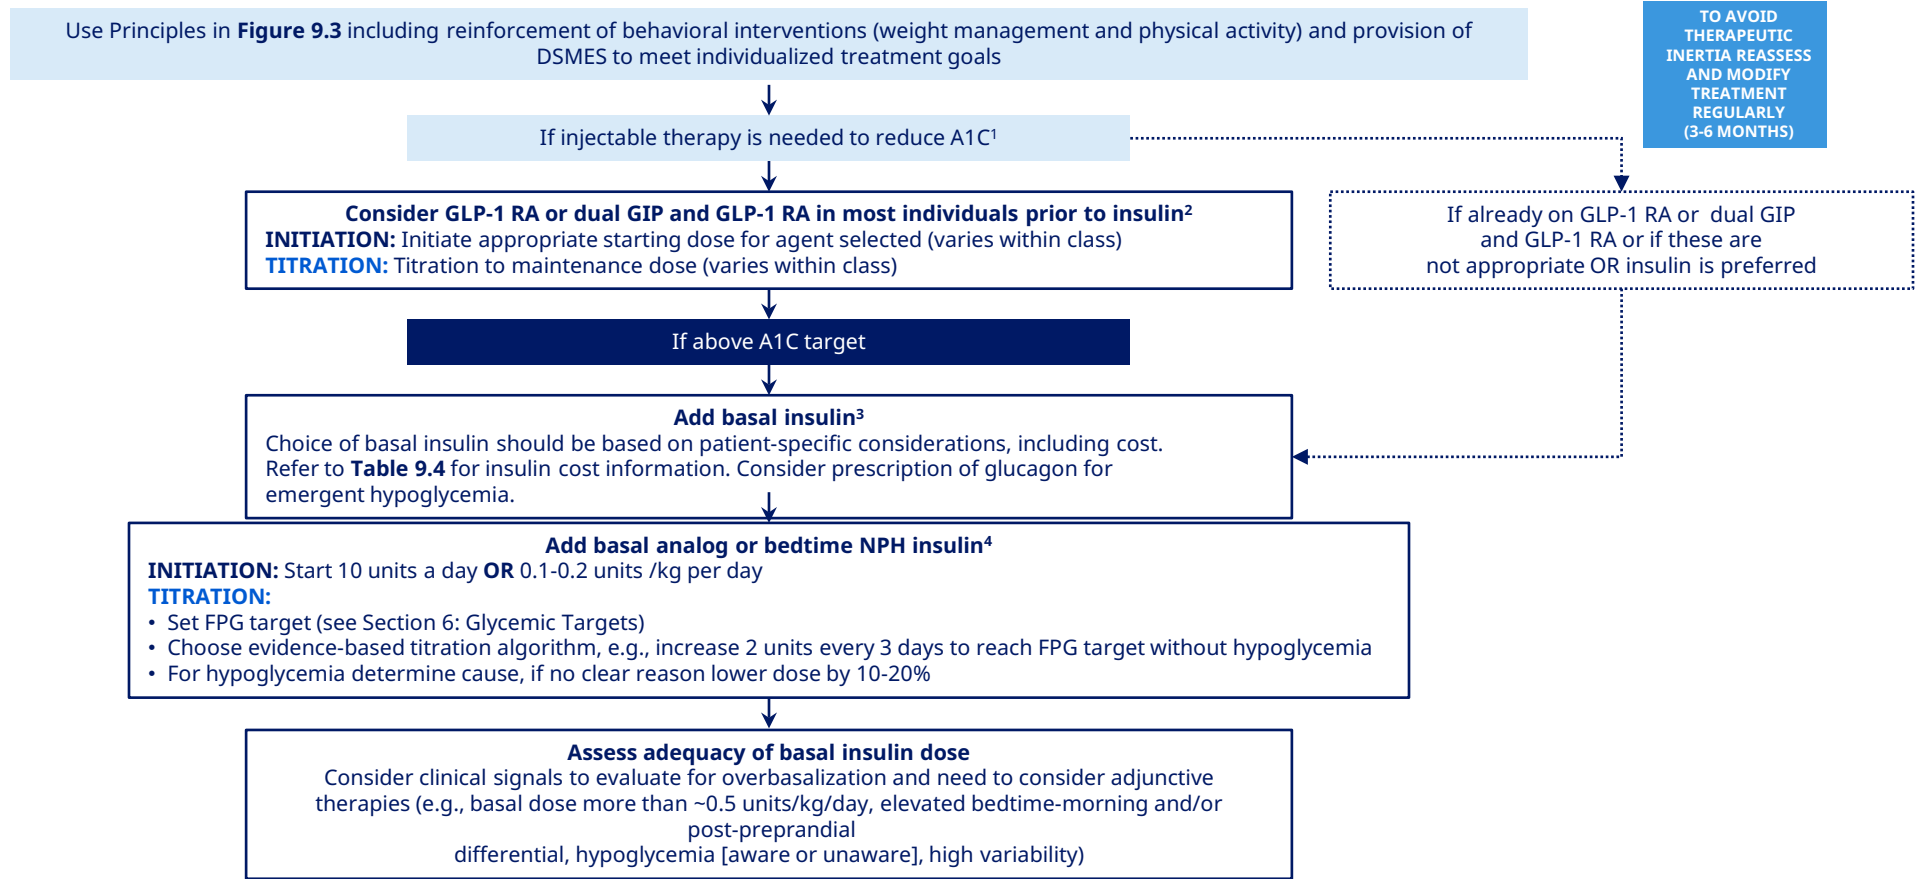 Use Principles in Figure 9.3 including reinforcement of behavioral interventions (weight management and physical activity) and provision of
DSMES to meet individualized treatment goals
TO AVOID
THERAPEUTIC
INERTIA REASSESS
AND MODIFY
TREATMENT
REGULARLY
(3-6 MONTHS)
If injectable therapy is needed to reduce A1C¹
Consider GLP-1 RA or dual GIP and GLP-1 RA in most individuals prior to insulin²
INITIATION: Initiate appropriate starting dose for agent selected (varies within class)
TITRATION: Titration to maintenance dose (varies within class)
If already on GLP-1 RA or dual GIP
and GLP-1 RA or if these are
not appropriate OR insulin is preferred
If above A1C target
Add basal insulin³
Choice of basal insulin should be based on patient-specific considerations, including cost.
Refer to Table 9.4 for insulin cost information. Consider prescription of glucagon for
emergent hypoglycemia.
Add basal analog or bedtime NPH insulin⁴
INITIATION: Start 10 units a day OR 0.1-0.2 units /kg per day
TITRATION:
• Set FPG target (see Section 6: Glycemic Targets)
• Choose evidence-based titration algorithm, e.g., increase 2 units every 3 days to reach FPG target without hypoglycemia
• For hypoglycemia determine cause, if no clear reason lower dose by 10-20%
Assess adequacy of basal insulin dose
Consider clinical signals to evaluate for overbasalization and need to consider adjunctive
therapies (e.g., basal dose more than ~0.5 units/kg/day, elevated bedtime-morning and/or
post-preprandial
differential, hypoglycemia [aware or unaware], high variability)